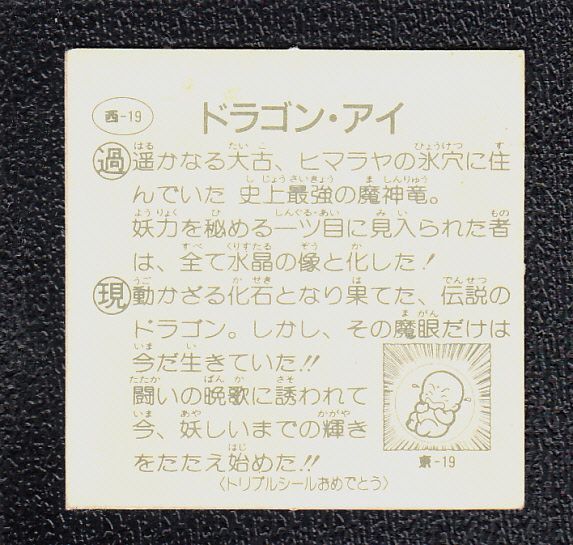 西-19
ドラゴン・アイ
過 遥かなる太古、ヒマラヤの氷穴に住
んでいた 史上最強の魔神竜。
妖力を秘める一ツ目に見入られた者
は、全て水晶の像と化した!
現 動かざる化石となり果てた、伝説の
ドラゴン。しかし、その魔眼だけは
今だ生きていた!!
闘いの晩歌に誘われて
今、妖しいまでの輝き
をたたえ始めた!!
東-19
〈トリプルシールおめでとう〉